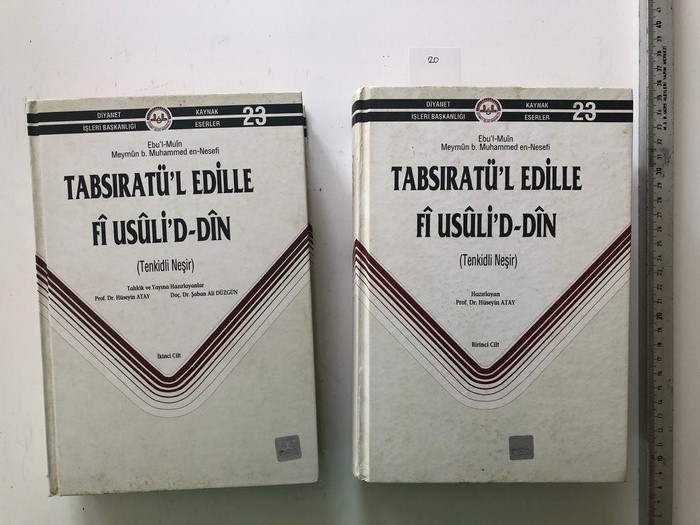 20
DİYANET
İŞLERİ BAŞKANLIĞI
KAYNAK
ESERLER
23
Ebu'l-Muîn
Meymûn b. Muhammed en-Nesefi
TABSIRATÜ'L EDİLLE
FÎ USÛLİ'D-DÎN
(Tenkidli Neşir)
Tahkik ve Yayına Hazırlayanlar
Prof. Dr. Hüseyin ATAY Doç. Dr. Şaban Ali DÜZGÜN
İkinci Cilt
DİYANET
İŞLERİ BAŞKANLIĞI
KAYNAK
ESERLER
23
Ebu'l-Muîn
Meymûn b. Muhammed en-Nesefi
TABSIRATÜ'L EDİLLE
FÎ USÛLİ'D-DÎN
(Tenkidli Neşir)
Hazırlayan
Prof. Dr. Hüseyin ATAY
Birinci Cilt